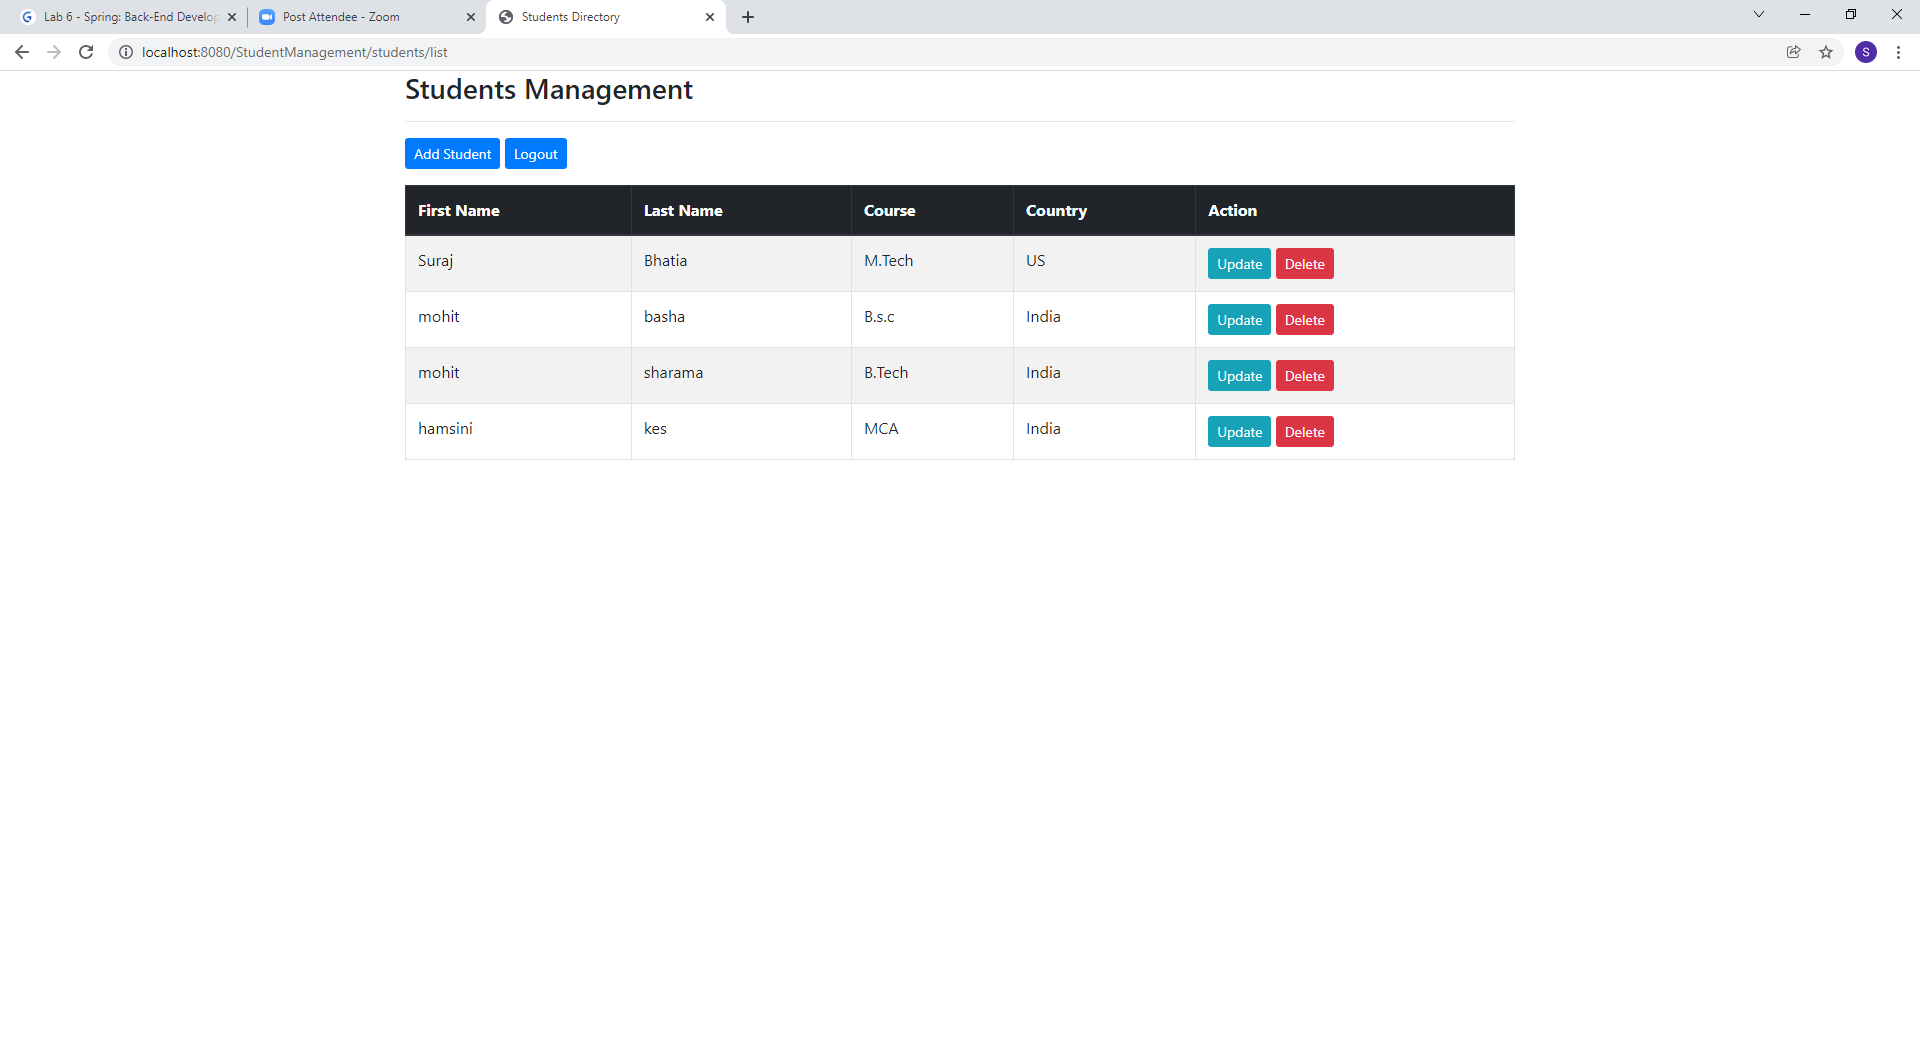 Lab 6 - Spring: Back-End Develop
Post Attendee - Zoom
Students Directory
localhost:8080/StudentManagement/students/list
S
Students Management
Add Student Logout
First Name Last Name Course Country Action
Suraj Bhatia M.Tech US Update Delete
mohit basha B.s.c India Update Delete
mohit sharama B.Tech India Update Delete
hamsini kes MCA India Update Delete